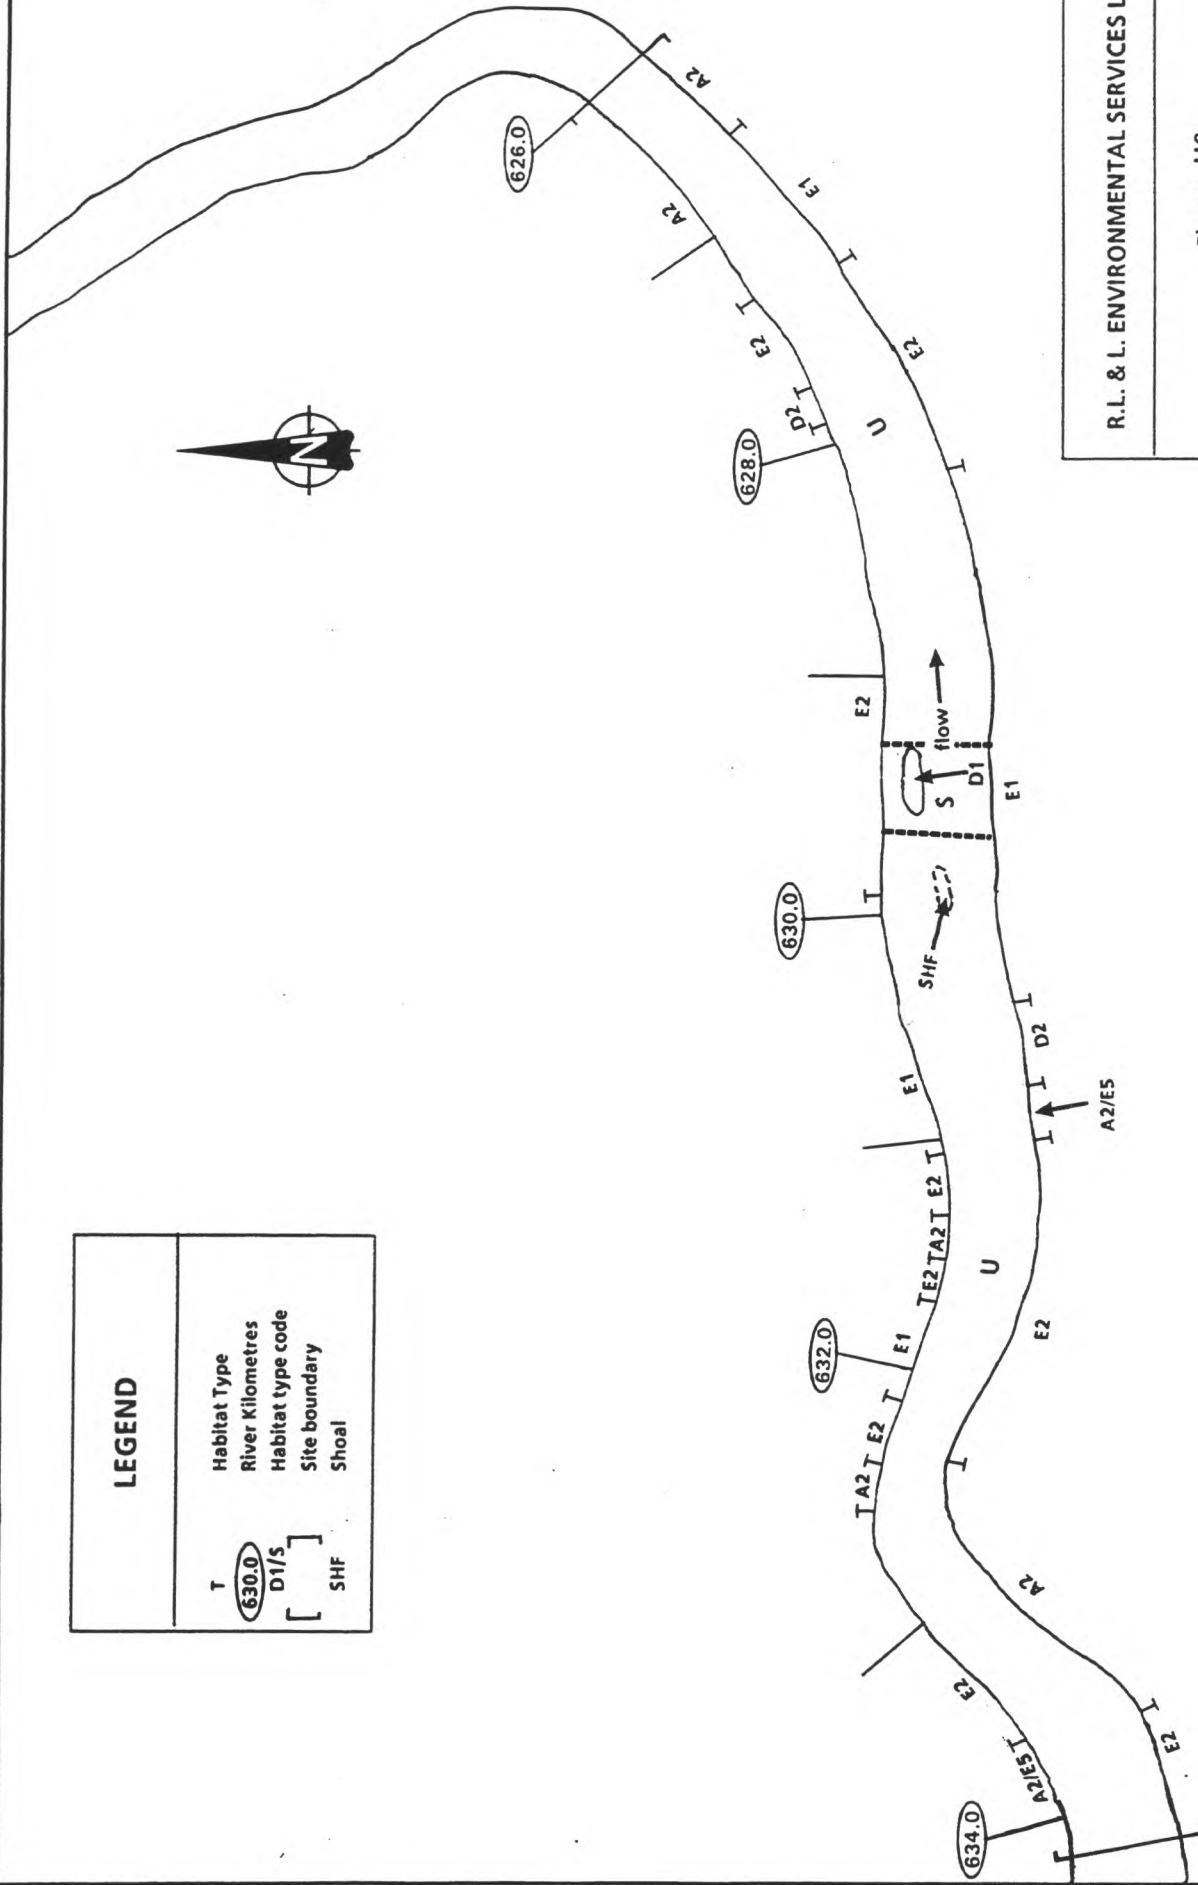 LEGEND
T Habitat Type
630.0 River Kilometres
D1/S Habitat type code
[ ] Site boundary
SHF Shoal
N
634.0
A2/E5
E2
A2
E2
632.0
E1
E2
A2
E2
E1
630.0
E2
628.0
D2
E2
A2
626.0
U
SHF
S
D1
flow
U
E2
A2
E2
A2/E5
D2
E1
E2
E1
A2
R.L. & L. ENVIRONMENTAL SERVICES